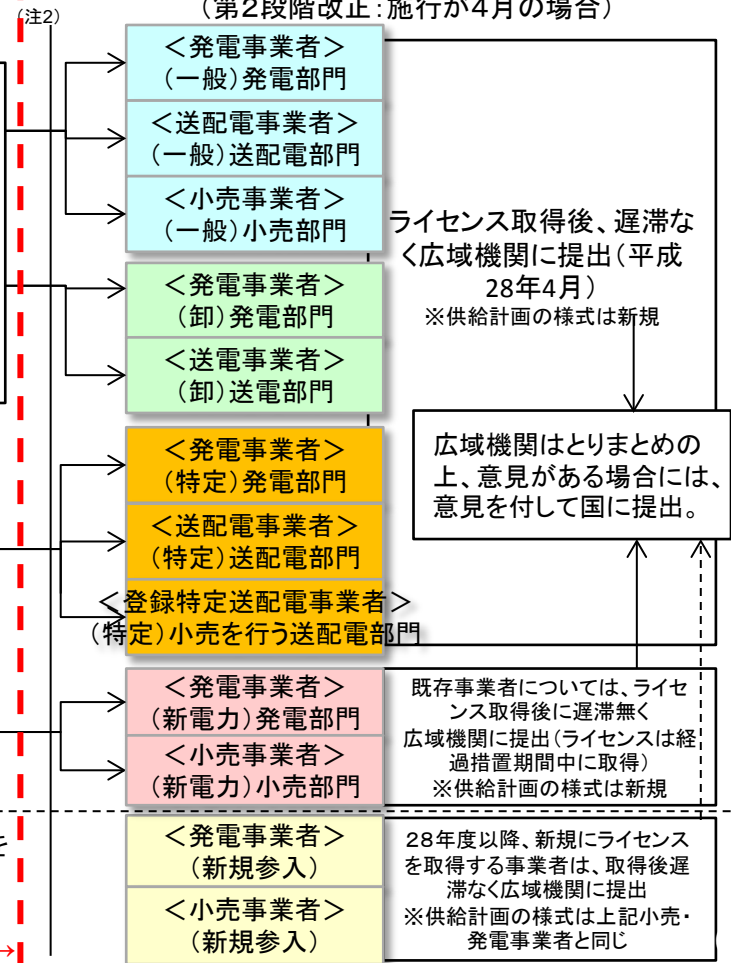 （第２段階改正：施行が４月の場合）
（注2）
＜発電事業者＞
（一般）発電部門
＜送配電事業者＞
（一般）送配電部門
＜小売事業者＞
（一般）小売部門
ライセンス取得後、遅滞な
く広域機関に提出（平成
28年4月）
※供給計画の様式は新規
＜発電事業者＞
（卸）発電部門
＜送電事業者＞
（卸）送電部門
広域機関はとりまとめの
上、意見がある場合には、
意見を付して国に提出。
＜発電事業者＞
（特定）発電部門
＜送配電事業者＞
（特定）送配電部門
＜登録特定送配電事業者＞
（特定）小売を行う送配電部門
＜発電事業者＞
（新電力）発電部門
＜小売事業者＞
（新電力）小売部門
既存事業者については、ライセ
ンス取得後に遅滞無く
広域機関に提出（ライセンスは経
過措置期間中に取得）
※供給計画の様式は新規
＜発電事業者＞
（新規参入）
＜小売事業者＞
（新規参入）
２８年度以降、新規にライセンス
を取得する事業者は、取得後遅
滞なく広域機関に提出
※供給計画の様式は上記小売・
発電事業者と同じ